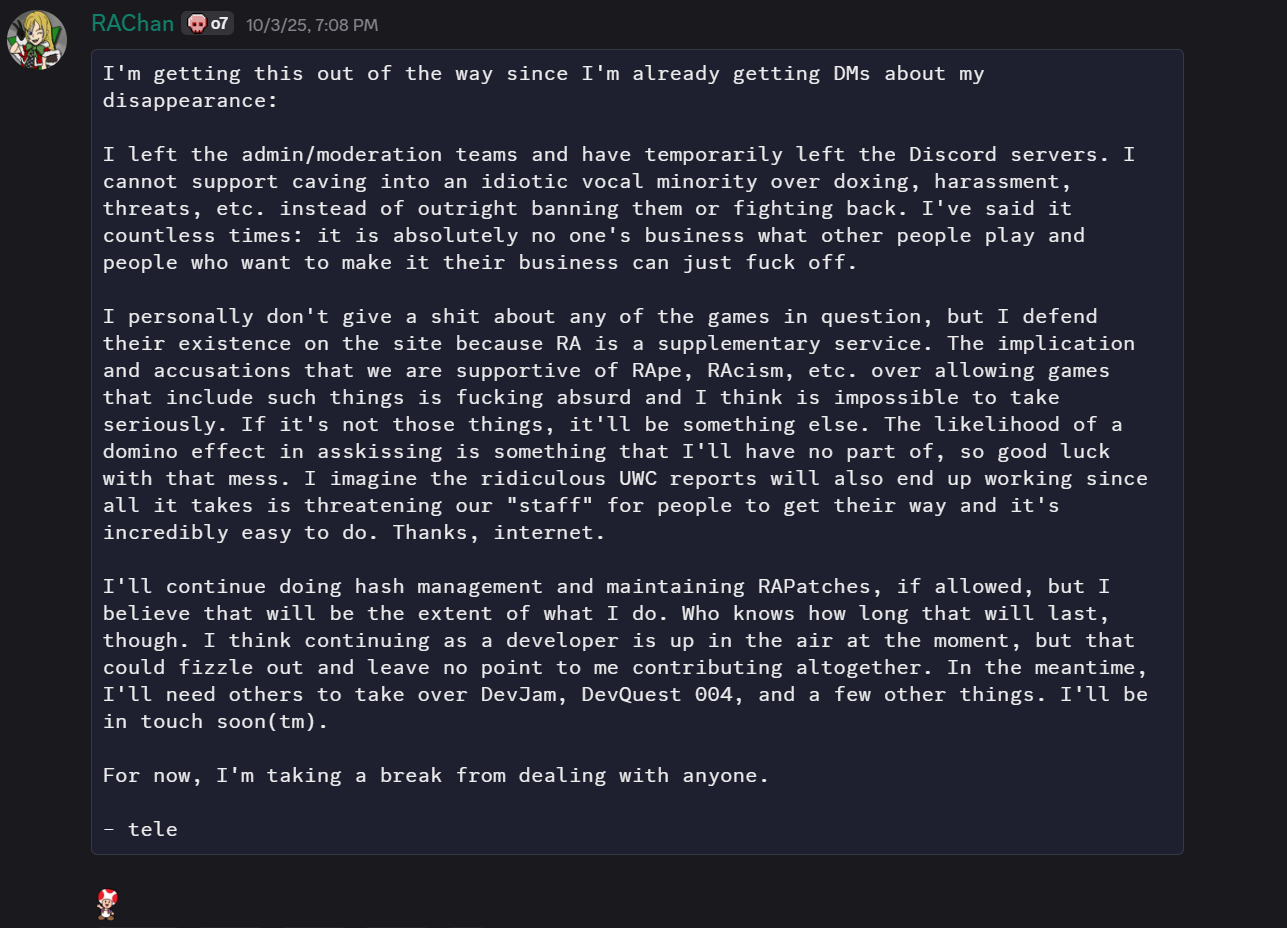 RAChan o7 10/3/25, 7:08 PM
I'm getting this out of the way since I'm already getting DMs about my
disappearance:
I left the admin/moderation teams and have temporarily left the Discord servers. I
cannot support caving into an idiotic vocal minority over doxing, harassment,
threats, etc. instead of outright banning them or fighting back. I've said it
countless times: it is absolutely no one's business what other people play and
people who want to make it their business can just fuck off.
I personally don't give a shit about any of the games in question, but I defend
their existence on the site because RA is a supplementary service. The implication
and accusations that we are supportive of RApe, RAcism, etc. over allowing games
that include such things is fucking absurd and I think is impossible to take
seriously. If it's not those things, it'll be something else. The likelihood of a
domino effect in asskissing is something that I'll have no part of, so good luck
with that mess. I imagine the ridiculous UWC reports will also end up working since
all it takes is threatening our "staff" for people to get their way and it's
incredibly easy to do. Thanks, internet.
I'll continue doing hash management and maintaining RAPatches, if allowed, but I
believe that will be the extent of what I do. Who knows how long that will last,
though. I think continuing as a developer is up in the air at the moment, but that
could fizzle out and leave no point to me contributing altogether. In the meantime,
I'll need others to take over DevJam, DevQuest 004, and a few other things. I'll be
in touch soon(tm).
For now, I'm taking a break from dealing with anyone.
- tele